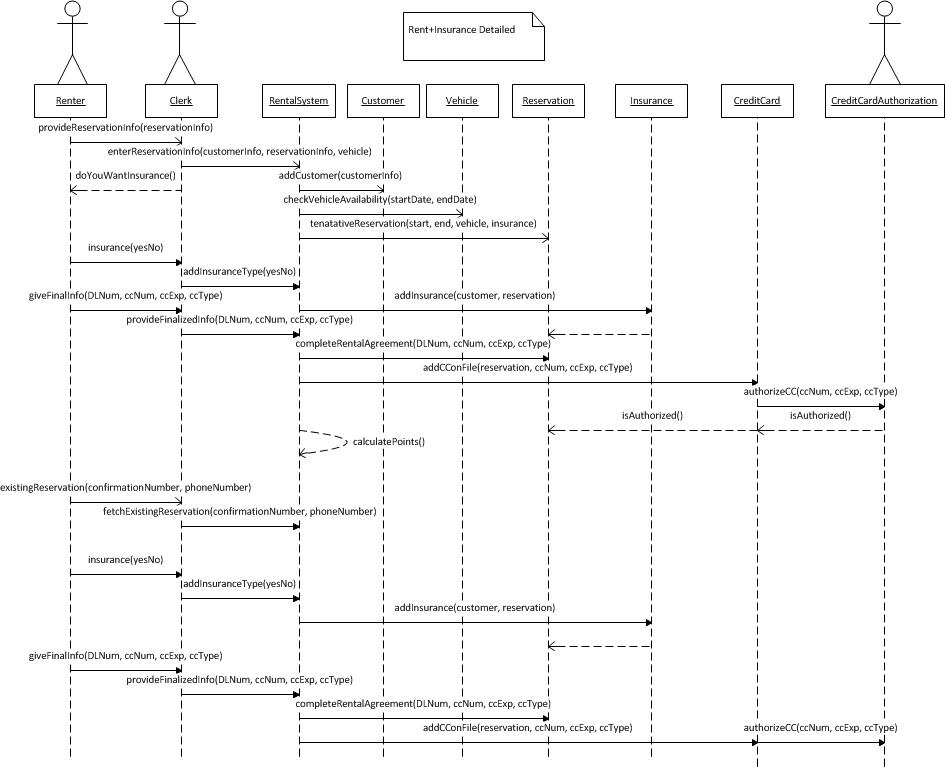 Rent+Insurance Detailed
Renter
Clerk
RentalSystem
Customer
Vehicle
Reservation
Insurance
CreditCard
CreditCardAuthorization
provideReservationInfo(reservationInfo)
enterReservationInfo(customerInfo, reservationInfo, vehicle)
doYouWantInsurance()
addCustomer(customerInfo)
checkVehicleAvailability(startDate, endDate)
tenatativeReservation(start, end, vehicle, insurance)
insurance(yesNo)
addInsuranceType(yesNo)
giveFinalInfo(DLNum, ccNum, ccExp, ccType)
addInsurance(customer, reservation)
provideFinalizedInfo(DLNum, ccNum, ccExp, ccType)
completeRentalAgreement(DLNum, ccNum, ccExp, ccType)
addCConFile(reservation, ccNum, ccExp, ccType)
authorizeCC(ccNum, ccExp, ccType)
isAuthorized()
isAuthorized()
calculatePoints()
existingReservation(confirmationNumber, phoneNumber)
fetchExistingReservation(confirmationNumber, phoneNumber)
insurance(yesNo)
addInsuranceType(yesNo)
addInsurance(customer, reservation)
giveFinalInfo(DLNum, ccNum, ccExp, ccType)
provideFinalizedInfo(DLNum, ccNum, ccExp, ccType)
completeRentalAgreement(DLNum, ccNum, ccExp, ccType)
addCConFile(reservation, ccNum, ccExp, ccType)
authorizeCC(ccNum, ccExp, ccType)